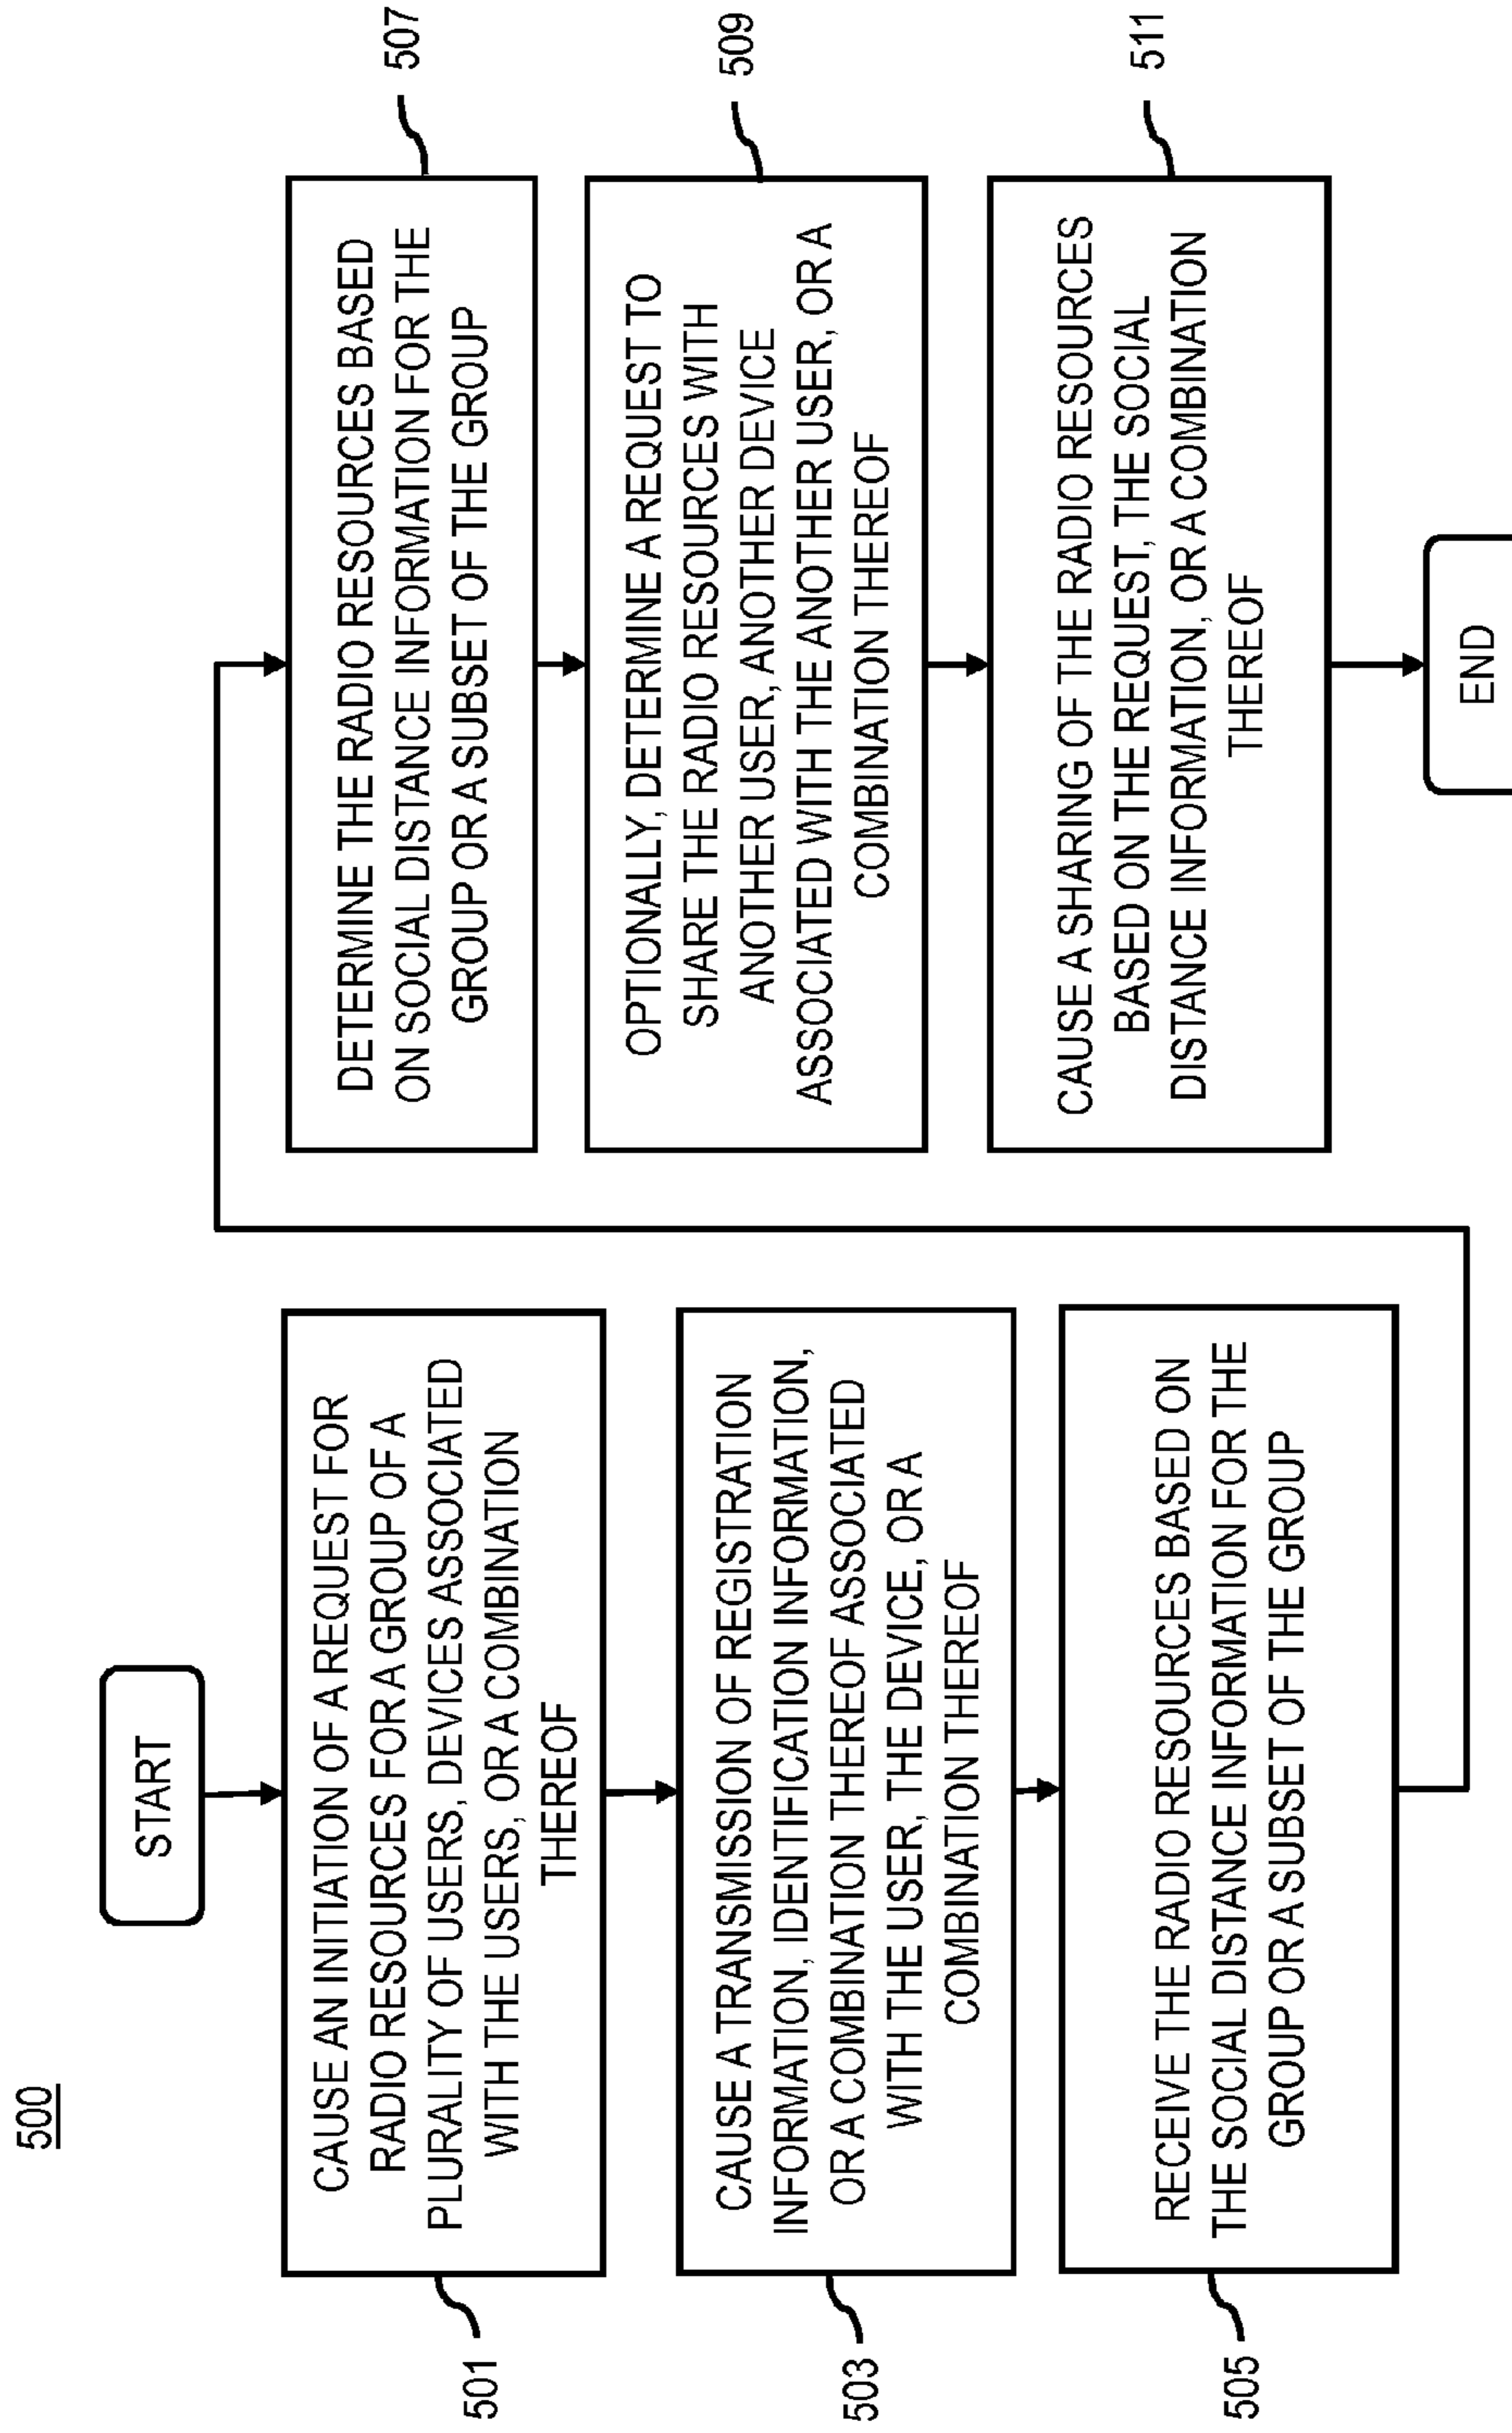 500
START
CAUSE AN INITIATION OF A REQUEST FOR
RADIO RESOURCES FOR A GROUP OF A
PLURALITY OF USERS, DEVICES ASSOCIATED
WITH THE USERS, OR A COMBINATION
THEREOF
501
CAUSE A TRANSMISSION OF REGISTRATION
INFORMATION, IDENTIFICATION INFORMATION,
OR A COMBINATION THEREOF ASSOCIATED
WITH THE USER, THE DEVICE, OR A
COMBINATION THEREOF
503
RECEIVE THE RADIO RESOURCES BASED ON
THE SOCIAL DISTANCE INFORMATION FOR THE
GROUP OR A SUBSET OF THE GROUP
505
DETERMINE THE RADIO RESOURCES BASED
ON SOCIAL DISTANCE INFORMATION FOR THE
GROUP OR A SUBSET OF THE GROUP
507
OPTIONALLY, DETERMINE A REQUEST TO
SHARE THE RADIO RESOURCES WITH
ANOTHER USER, ANOTHER DEVICE
ASSOCIATED WITH THE ANOTHER USER, OR A
COMBINATION THEREOF
509
CAUSE A SHARING OF THE RADIO RESOURCES
BASED ON THE REQUEST, THE SOCIAL
DISTANCE INFORMATION, OR A COMBINATION
THEREOF
511
END